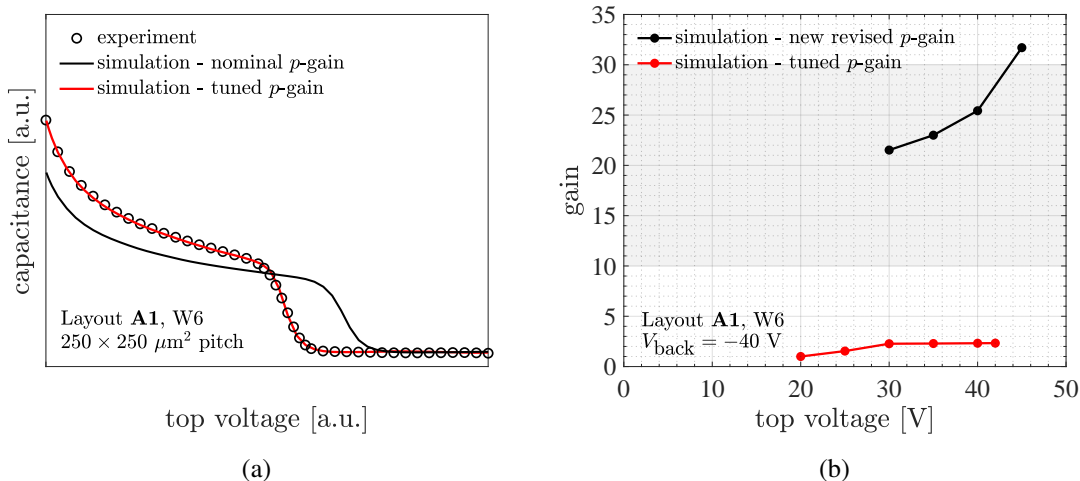 experiment
simulation - nominal p-gain
simulation - tuned p-gain
capacitance [a.u.]
Layout A1, W6
250 × 250 μm² pitch
top voltage [a.u.]
(a)
35
30
25
20
15
10
5
0
gain
simulation - new revised p-gain
simulation - tuned p-gain
Layout A1, W6
Vback = −40 V
0 10 20 30 40 50
top voltage [V]
(b)